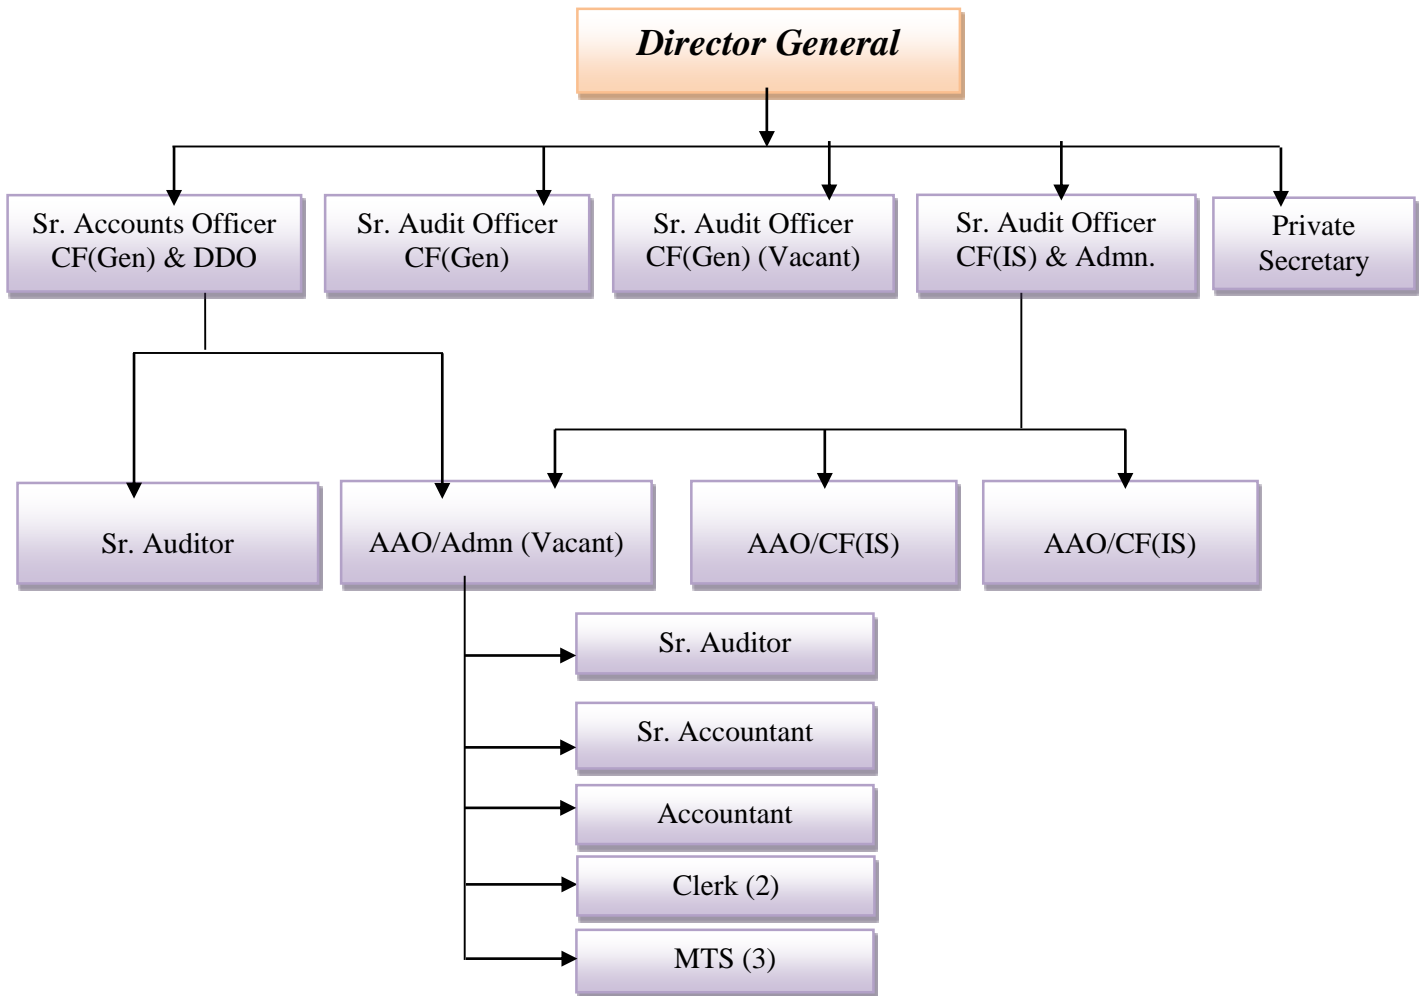 Director General
Sr. Accounts Officer
CF(Gen) & DDO
Sr. Audit Officer
CF(Gen)
Sr. Audit Officer
CF(Gen) (Vacant)
Sr. Audit Officer
CF(IS) & Admn.
Private
Secretary
Sr. Auditor
AAO/Admn (Vacant)
AAO/CF(IS)
AAO/CF(IS)
Sr. Auditor
Sr. Accountant
Accountant
Clerk (2)
MTS (3)